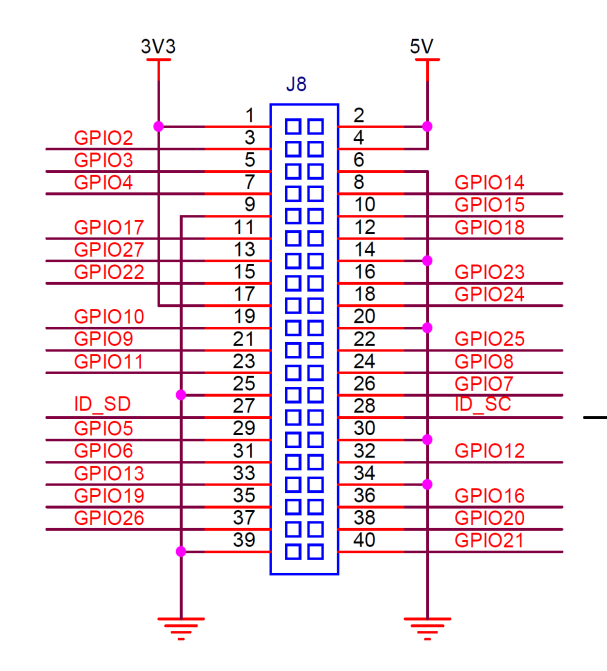 3V3 5V
J8
1 2
GPIO2 3 4
GPIO3 5 6
GPIO4 7 8 GPIO14
9 10 GPIO15
GPIO17 11 12 GPIO18
GPIO27 13 14
GPIO22 15 16 GPIO23
17 18 GPIO24
GPIO10 19 20
GPIO9 21 22 GPIO25
GPIO11 23 24 GPIO8
25 26 GPIO7
ID_SD 27 28 ID_SC
GPIO5 29 30
GPIO6 31 32 GPIO12
GPIO13 33 34
GPIO19 35 36 GPIO16
GPIO26 37 38 GPIO20
39 40 GPIO21